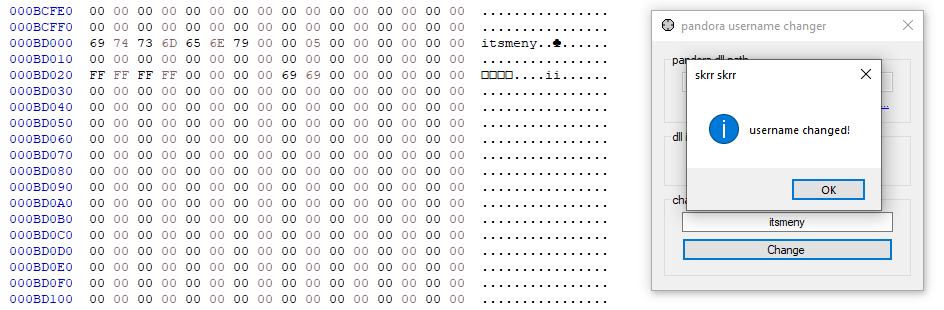 000BCFE0 00 00 00 00 00 00 00 00 00 00 00 00 00 00 00 00 ................
000BCFF0 00 00 00 00 00 00 00 00 00 00 00 00 00 00 00 00 ................
000BD000 69 74 73 6D 65 6E 79 00 00 05 00 00 00 00 00 00 itsmeny..♣......
000BD010 00 00 00 00 00 00 00 00 00 00 00 00 00 00 00 00 ................
000BD020 FF FF FF FF 00 00 00 00 69 69 00 00 00 00 00 00 □□□□....ii......
000BD030 00 00 00 00 00 00 00 00 00 00 00 00 00 00 00 00 ................
000BD040 00 00 00 00 00 00 00 00 00 00 00 00 00 00 00 00 ................
000BD050 00 00 00 00 00 00 00 00 00 00 00 00 00 00 00 00 ................
000BD060 00 00 00 00 00 00 00 00 00 00 00 00 00 00 00 00 ................
000BD070 00 00 00 00 00 00 00 00 00 00 00 00 00 00 00 00 ................
000BD080 00 00 00 00 00 00 00 00 00 00 00 00 00 00 00 00 ................
000BD090 00 00 00 00 00 00 00 00 00 00 00 00 00 00 00 00 ................
000BD0A0 00 00 00 00 00 00 00 00 00 00 00 00 00 00 00 00 ................
000BD0B0 00 00 00 00 00 00 00 00 00 00 00 00 00 00 00 00 ................
000BD0C0 00 00 00 00 00 00 00 00 00 00 00 00 00 00 00 00 ................
000BD0D0 00 00 00 00 00 00 00 00 00 00 00 00 00 00 00 00 ................
000BD0E0 00 00 00 00 00 00 00 00 00 00 00 00 00 00 00 00 ................
000BD0F0 00 00 00 00 00 00 00 00 00 00 00 00 00 00 00 00 ................
000BD100 00 00 00 00 00 00 00 00 00 00 00 00 00 00 00 00 ................
pandora username changer
skrr skrr
username changed!
OK
dll
itsmeny
Change